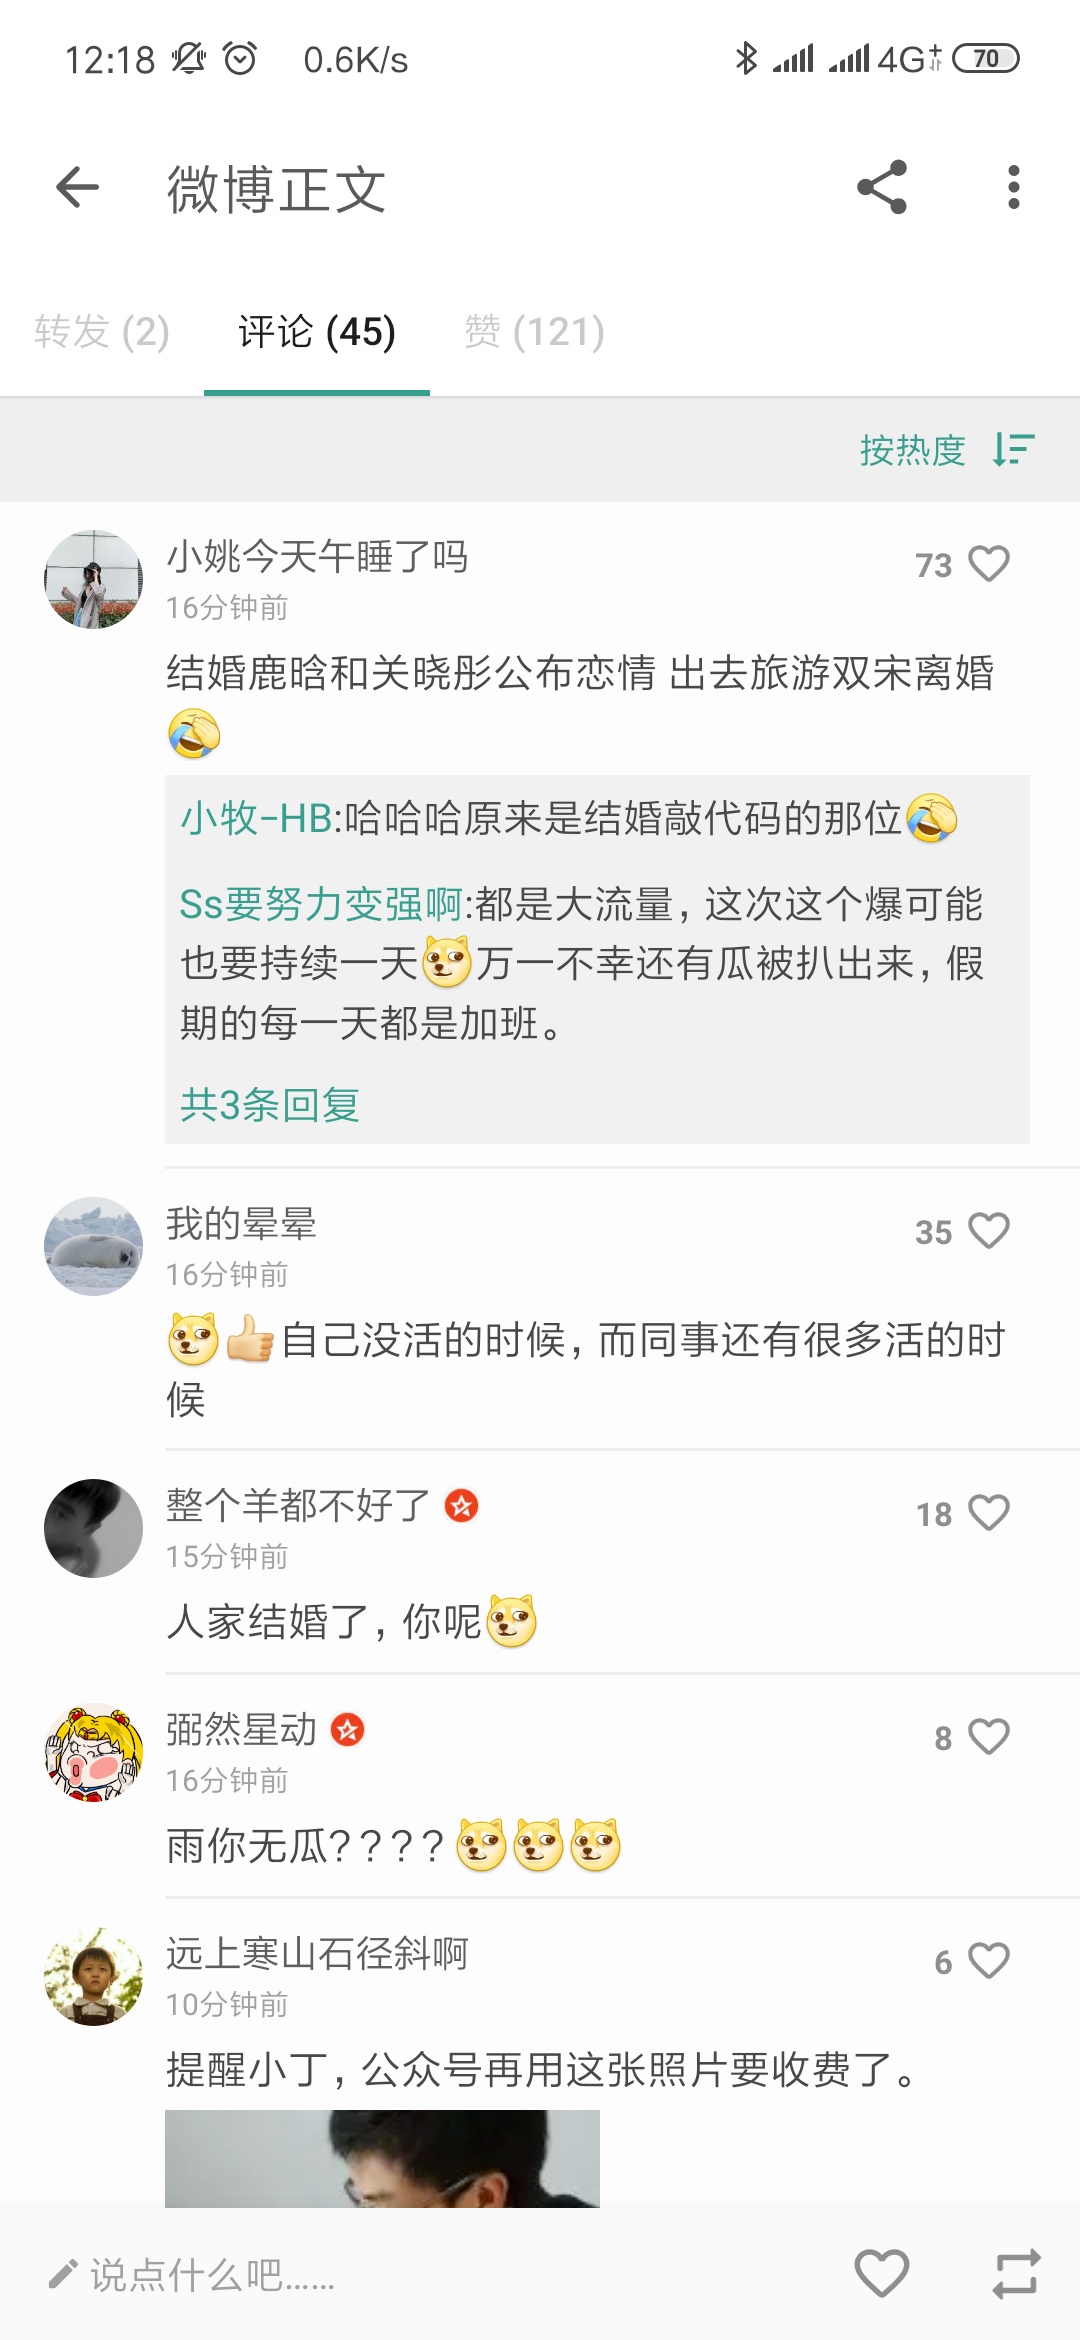 12:18 0.6K/s 4G 70
微博正文
转发 (2) 评论 (45) 赞 (121)
按热度
小姚今天午睡了吗 73
16分钟前
结婚鹿晗和关晓彤公布恋情 出去旅游双宋离婚
小牧-HB:哈哈哈原来是结婚敲代码的那位
Ss要努力变强啊:都是大流量，这次这个爆可能
也要持续一天万一不幸还有瓜被扒出来，假
期的每一天都是加班。
共3条回复
我的晕晕 35
16分钟前
自己没活的时候，而同事还有很多活的时
候
整个羊都不好了 18
15分钟前
人家结婚了，你呢
弻然星动 8
16分钟前
雨你无瓜????
远上寒山石径斜啊 6
10分钟前
提醒小丁，公众号再用这张照片要收费了。
说点什么吧......